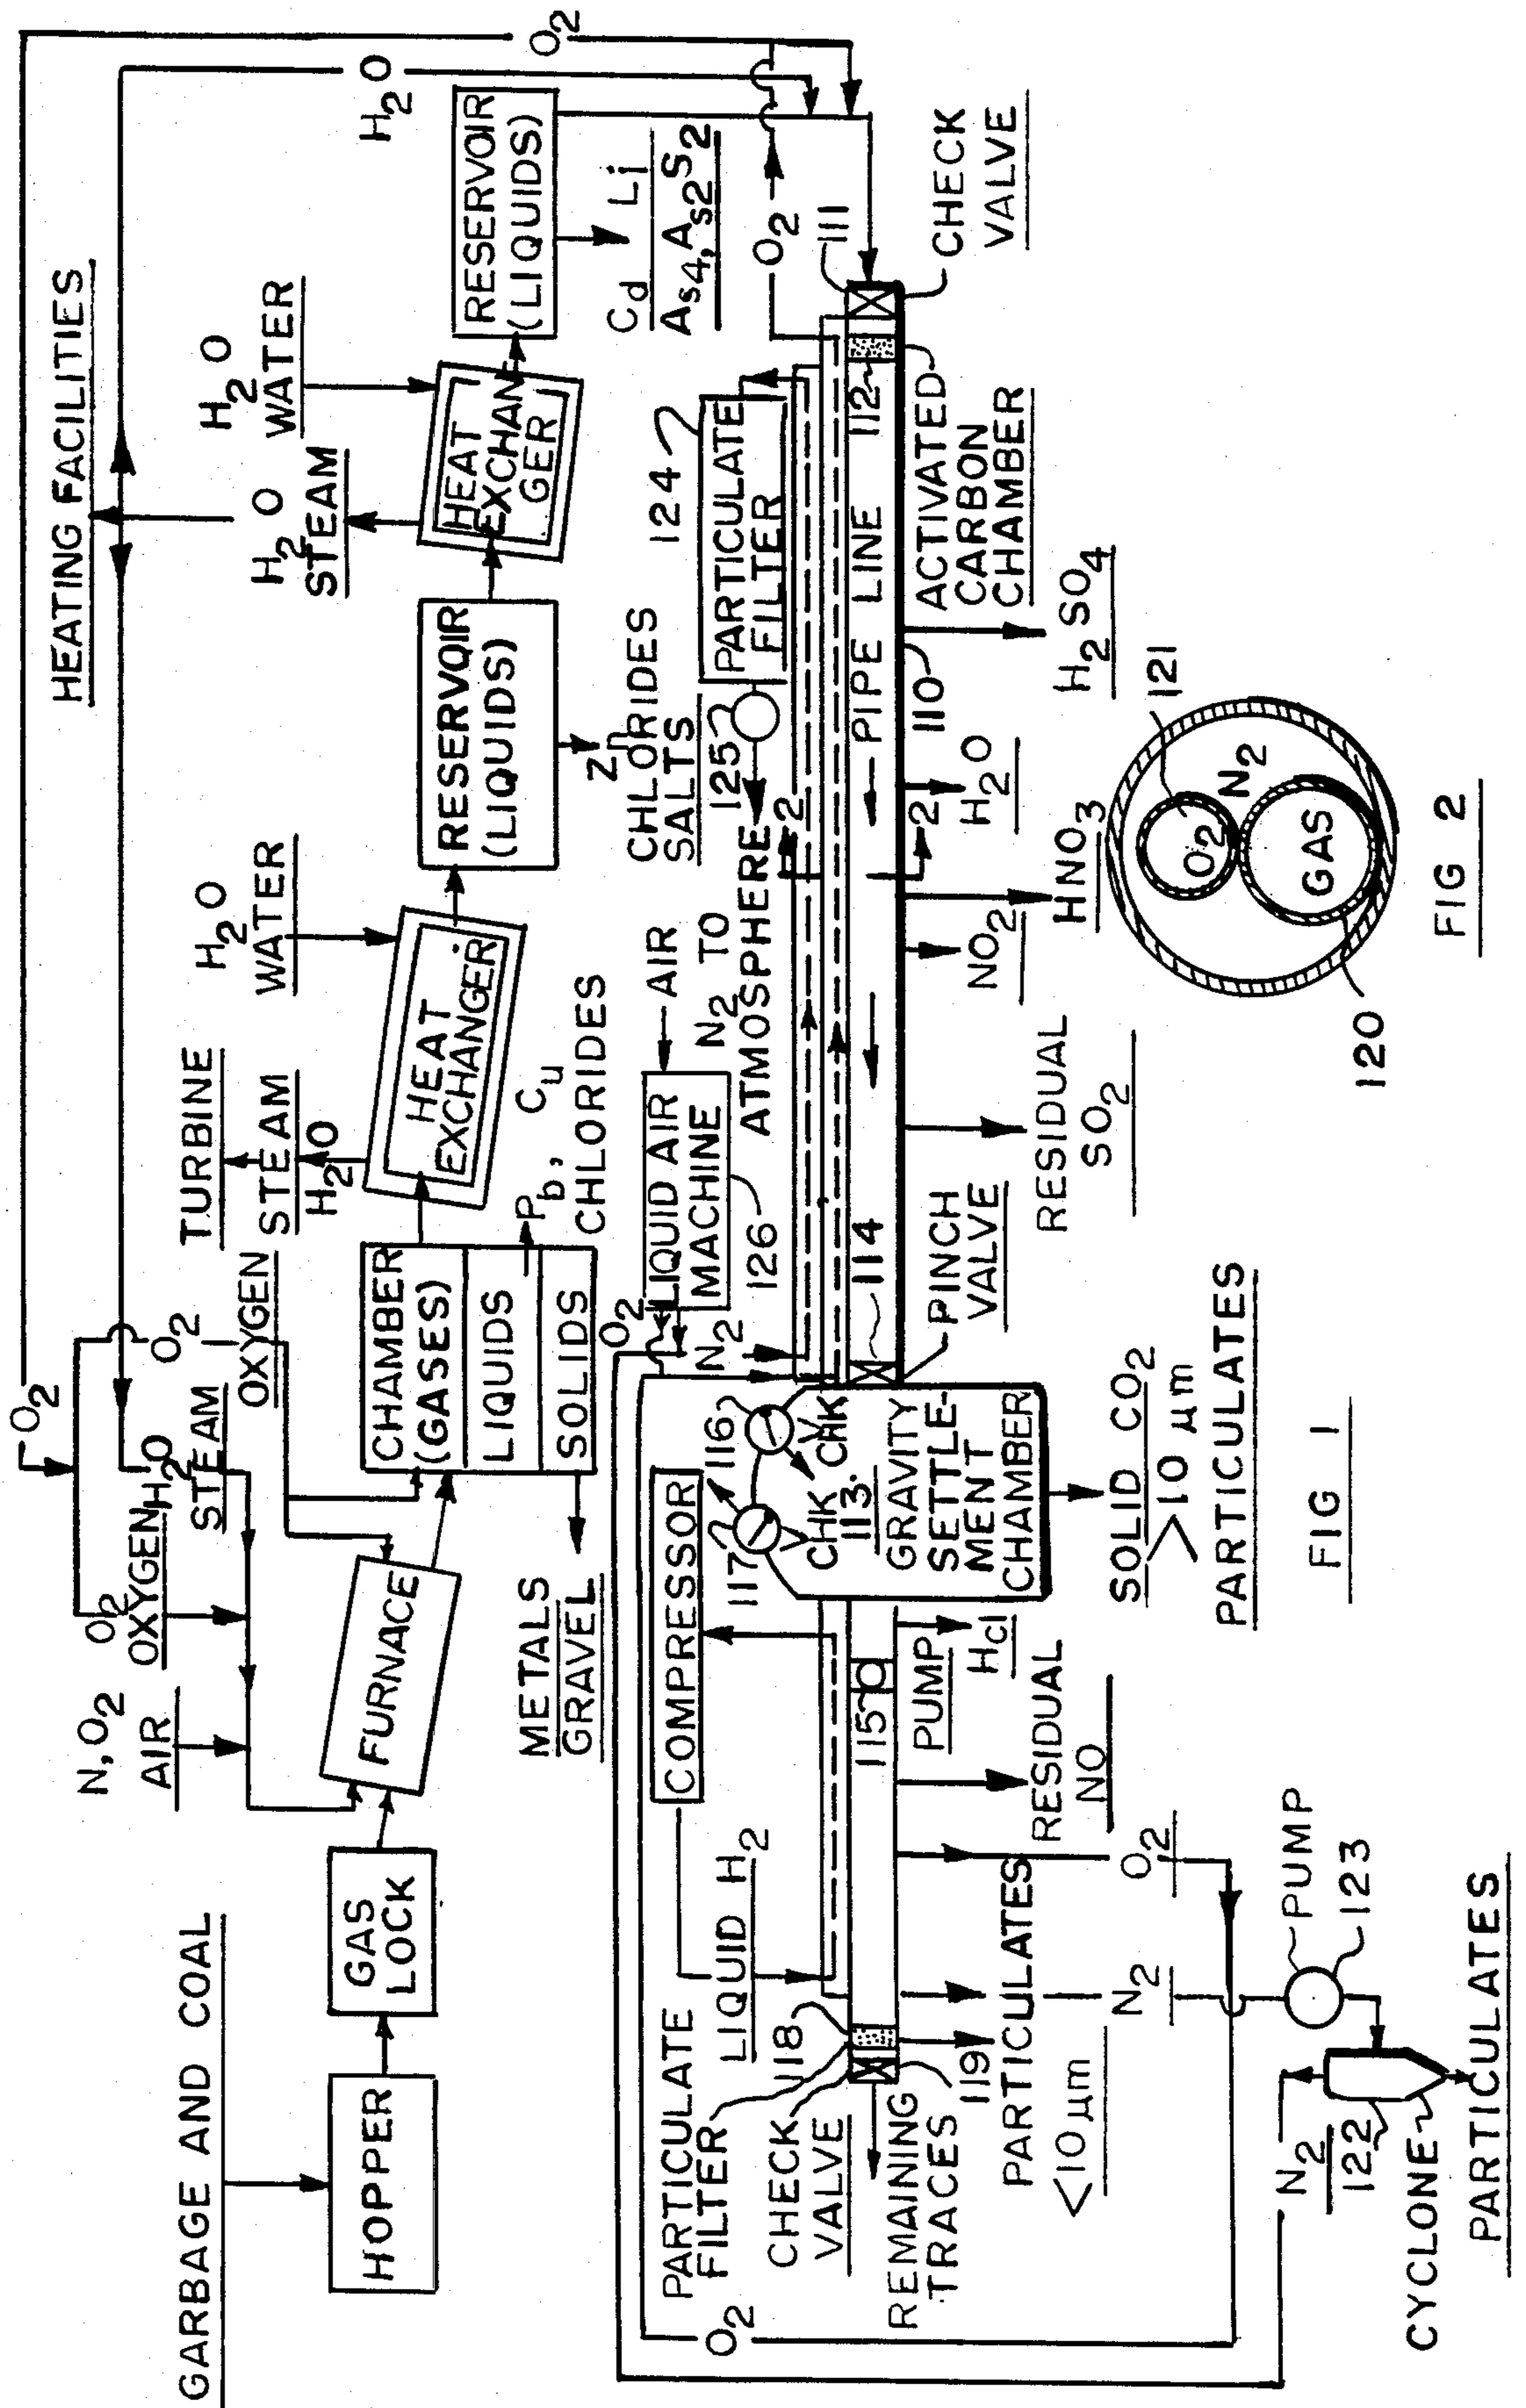 GARBAGE AND COAL
HOPPER
GAS
LOCK
N,O2
AIR
O2
OXYGEN
H2O
STEAM
O2
O2
OXYGEN
FURNACE
METALS
GRAVEL
CHAMBER
(GASES)
LIQUIDS
SOLIDS
Pb, Cu
CHLORIDES
TURBINE
STEAM
H2O
HEAT
EXCHANGER
H2O
WATER
RESERVOIR
(LIQUIDS)
Zn
CHLORIDES
SALTS
HEATING FACILITIES
H2O
STEAM
HEAT
EXCHAN
GER
H2O
WATER
RESERVOIR
(LIQUIDS)
Cd Li
As4, As2S2
H2O
O2
O2
COMPRESSOR
LIQUID H2
PARTICULATE
FILTER
118
CHECK
VALVE
REMAINING
TRACES
119
PARTICULATES
<10 µm
O2
N2
O2
N2
PUMP
123
122
CYCLONE
PARTICULATES
RESIDUAL
NO
115
PUMP
Hcl
117
116
V
CHK
V
CHK
113
GRAVITY
SETTLE-
MENT
CHAMBER
SOLID CO2
>10 µm
PARTICULATES
O2
N2
LIQUID AIR
MACHINE
126
AIR
N2 TO
ATMOSPHERE
125
PARTICULATE
FILTER
124
O2
111
CHECK
VALVE
112
ACTIVATED
CARBON
CHAMBER
PIPE LINE
110
2
2
114
PINCH
VALVE
RESIDUAL
SO2
NO2
HNO3
H2O
H2SO4
FIG 1
121
O2
N2
GAS
120
FIG 2